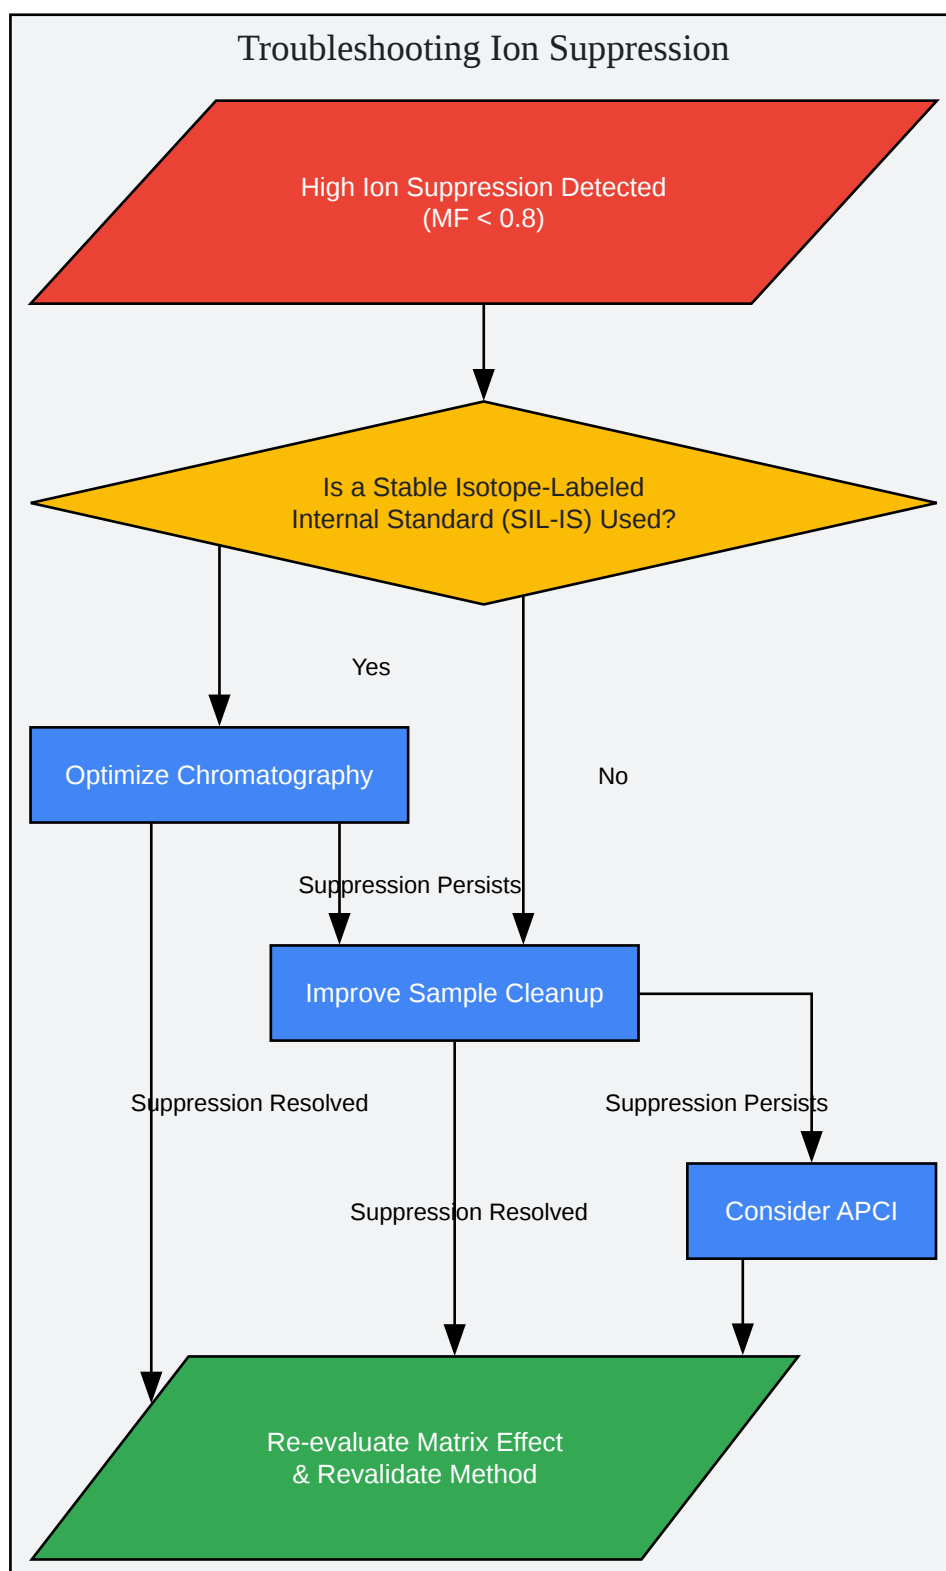 Troubleshooting Ion Suppression
High Ion Suppression Detected
(MF < 0.8)
Is a Stable Isotope-Labeled
Internal Standard (SIL-IS) Used?
Yes
Optimize Chromatography
No
Suppression Persists
Improve Sample Cleanup
Suppression Resolved
Suppression Persists
Suppression Resolved
Consider APCI
Re-evaluate Matrix Effect
& Revalidate Method